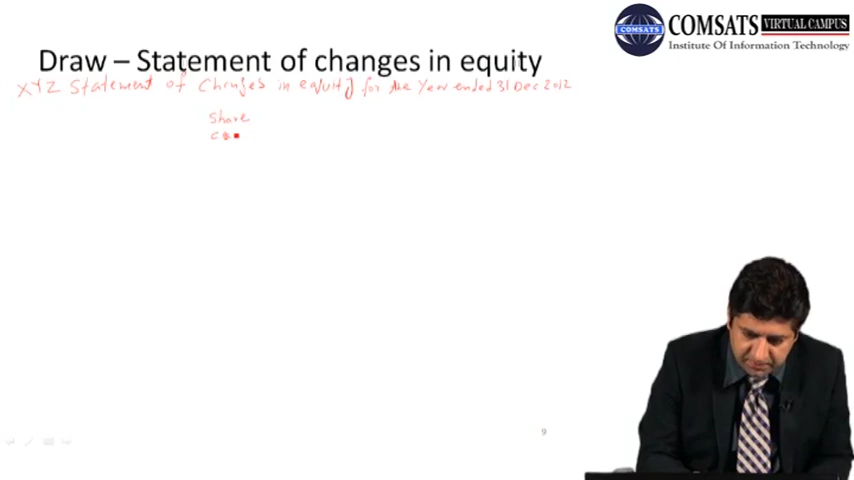 COMSATS
COMSATS VIRTUAL CAMPUS
Institute Of Information Technology
Draw – Statement of changes in equity
XYZ Statement of Changes in equity for the Year ended 31 Dec 2012
Share
9